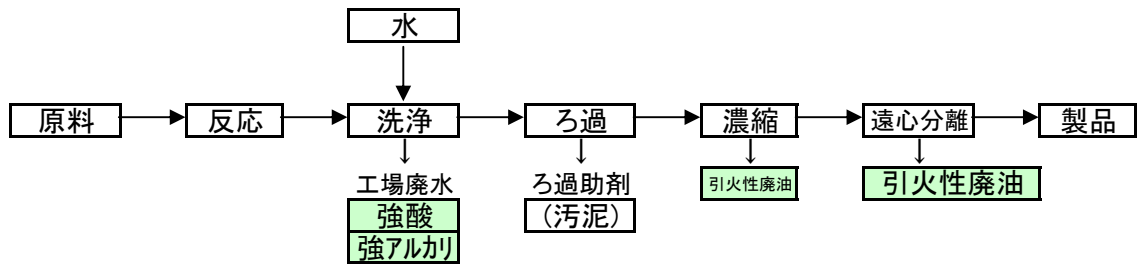 水
原料
反応
洗浄
ろ過
濃縮
遠心分離
製品
工場廃水
強酸
強アルカリ
ろ過助剤
（汚泥）
引火性廃油
引火性廃油